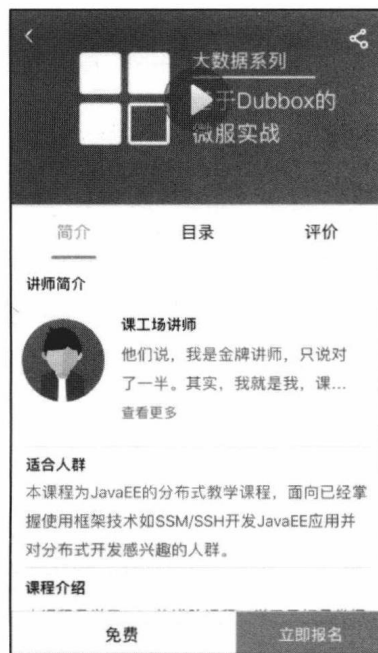 大数据系列
于Dubbox的
微服实战
简介 目录 评价
讲师简介
课工场讲师
他们说，我是金牌讲师，只说对
了一半。其实，我就是我，课...
查看更多
适合人群
本课程为JavaEE的分布式教学课程，面向已经掌
握使用框架技术如SSM/SSH开发JavaEE应用并
对分布式开发感兴趣的人群。
课程介绍
免费 立即报名